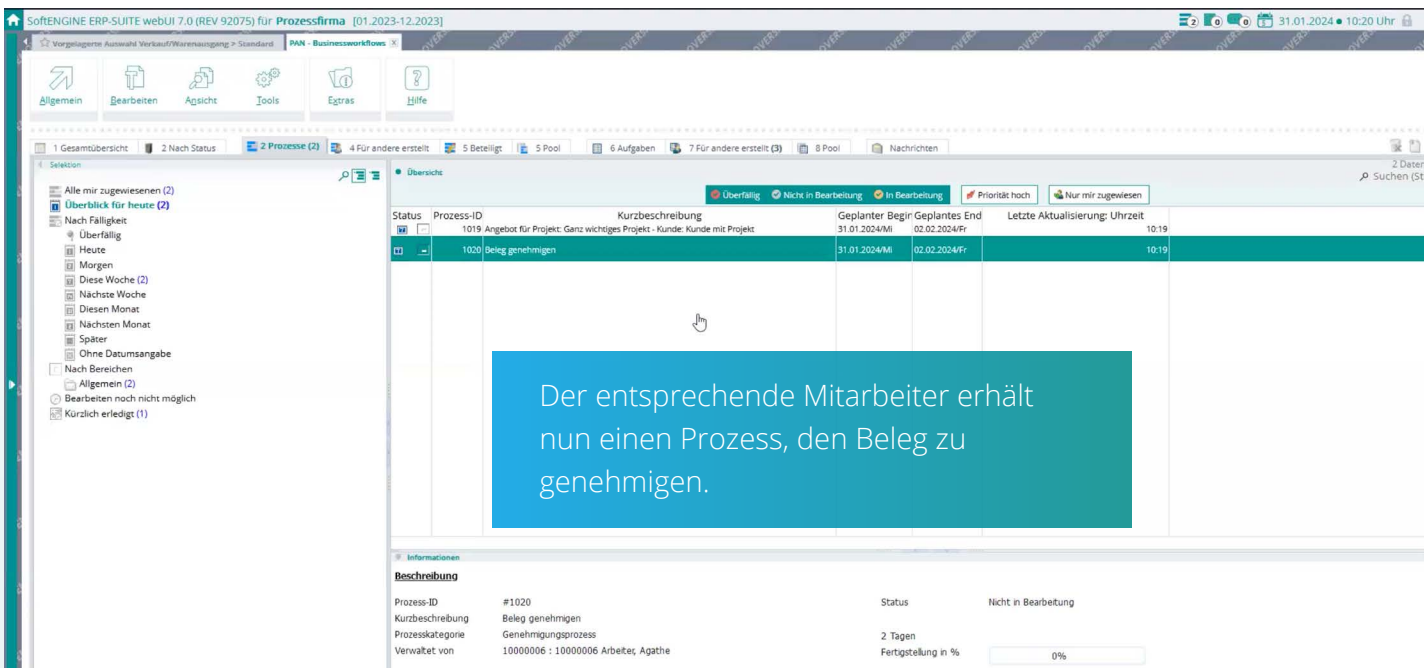 SoftENGINE ERP-SUITE webUI 7.0 (REV 92075) für Prozessfirma [01.2023-12.2023]
2 0 0 31.01.2024 • 10:20 Uhr
Vorgelagerte Auswahl Verkauf/Warenausgang > Standard PAN - Businessworkflows X
Allgemein Bearbeiten Ansicht Tools Extras Hilfe
1 Gesamtübersicht 2 Nach Status 2 Prozesse (2) 4 Für andere erstellt 5 Beteiligt 5 Pool 6 Aufgaben 7 Für andere erstellt (3) 8 Pool Nachrichten
Selektion
Alle mir zugewiesenen (2)
Überblick für heute (2)
Nach Fälligkeit
Überfällig
Heute
Morgen
Diese Woche (2)
Nächste Woche
Diesen Monat
Nächsten Monat
Später
Ohne Datumsangabe
Nach Bereichen
Allgemein (2)
Bearbeiten noch nicht möglich
Kürzlich erledigt (1)
Übersicht
2 Daten
Suchen (St
Überfällig Nicht in Bearbeitung In Bearbeitung Priorität hoch Nur mir zugewiesen
Status Prozess-ID Kurzbeschreibung Geplanter Begin Geplantes End Letzte Aktualisierung: Uhrzeit
1019 Angebot für Projekt: Ganz wichtiges Projekt - Kunde: Kunde mit Projekt 31.01.2024/Mi 02.02.2024/Fr 10:19
1020 Beleg genehmigen 31.01.2024/Mi 02.02.2024/Fr 10:19
Der entsprechende Mitarbeiter erhält
nun einen Prozess, den Beleg zu
genehmigen.
Informationen
Beschreibung
Prozess-ID #1020 Status Nicht in Bearbeitung
Kurzbeschreibung Beleg genehmigen
Prozesskategorie Genehmigungsprozess 2 Tagen
Verwaltet von 10000006 : 10000006 Arbeiter, Agathe Fertigstellung in % 0%